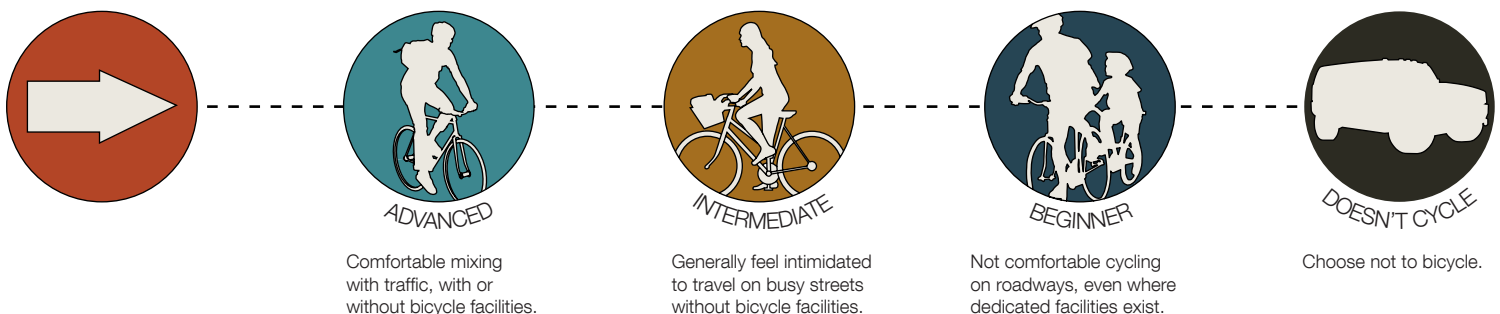 ADVANCED
Comfortable mixing
with traffic, with or
without bicycle facilities.
INTERMEDIATE
Generally feel intimidated
to travel on busy streets
without bicycle facilities.
BEGINNER
Not comfortable cycling
on roadways, even where
dedicated facilities exist.
DOESN'T CYCLE
Choose not to bicycle.